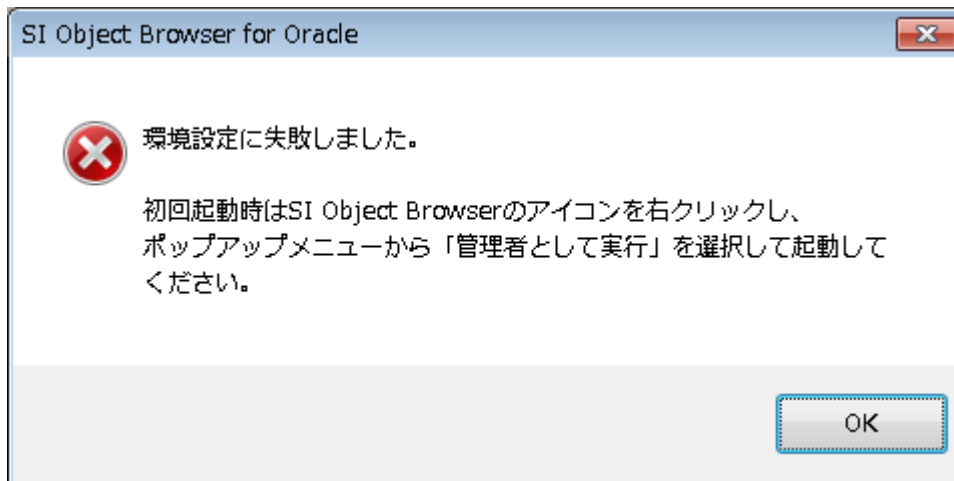 SI Object Browser for Oracle
環境設定に失敗しました。
初回起動時はSI Object Browserのアイコンを右クリックし、
ポップアップメニューから「管理者として実行」を選択して起動して
ください。
OK